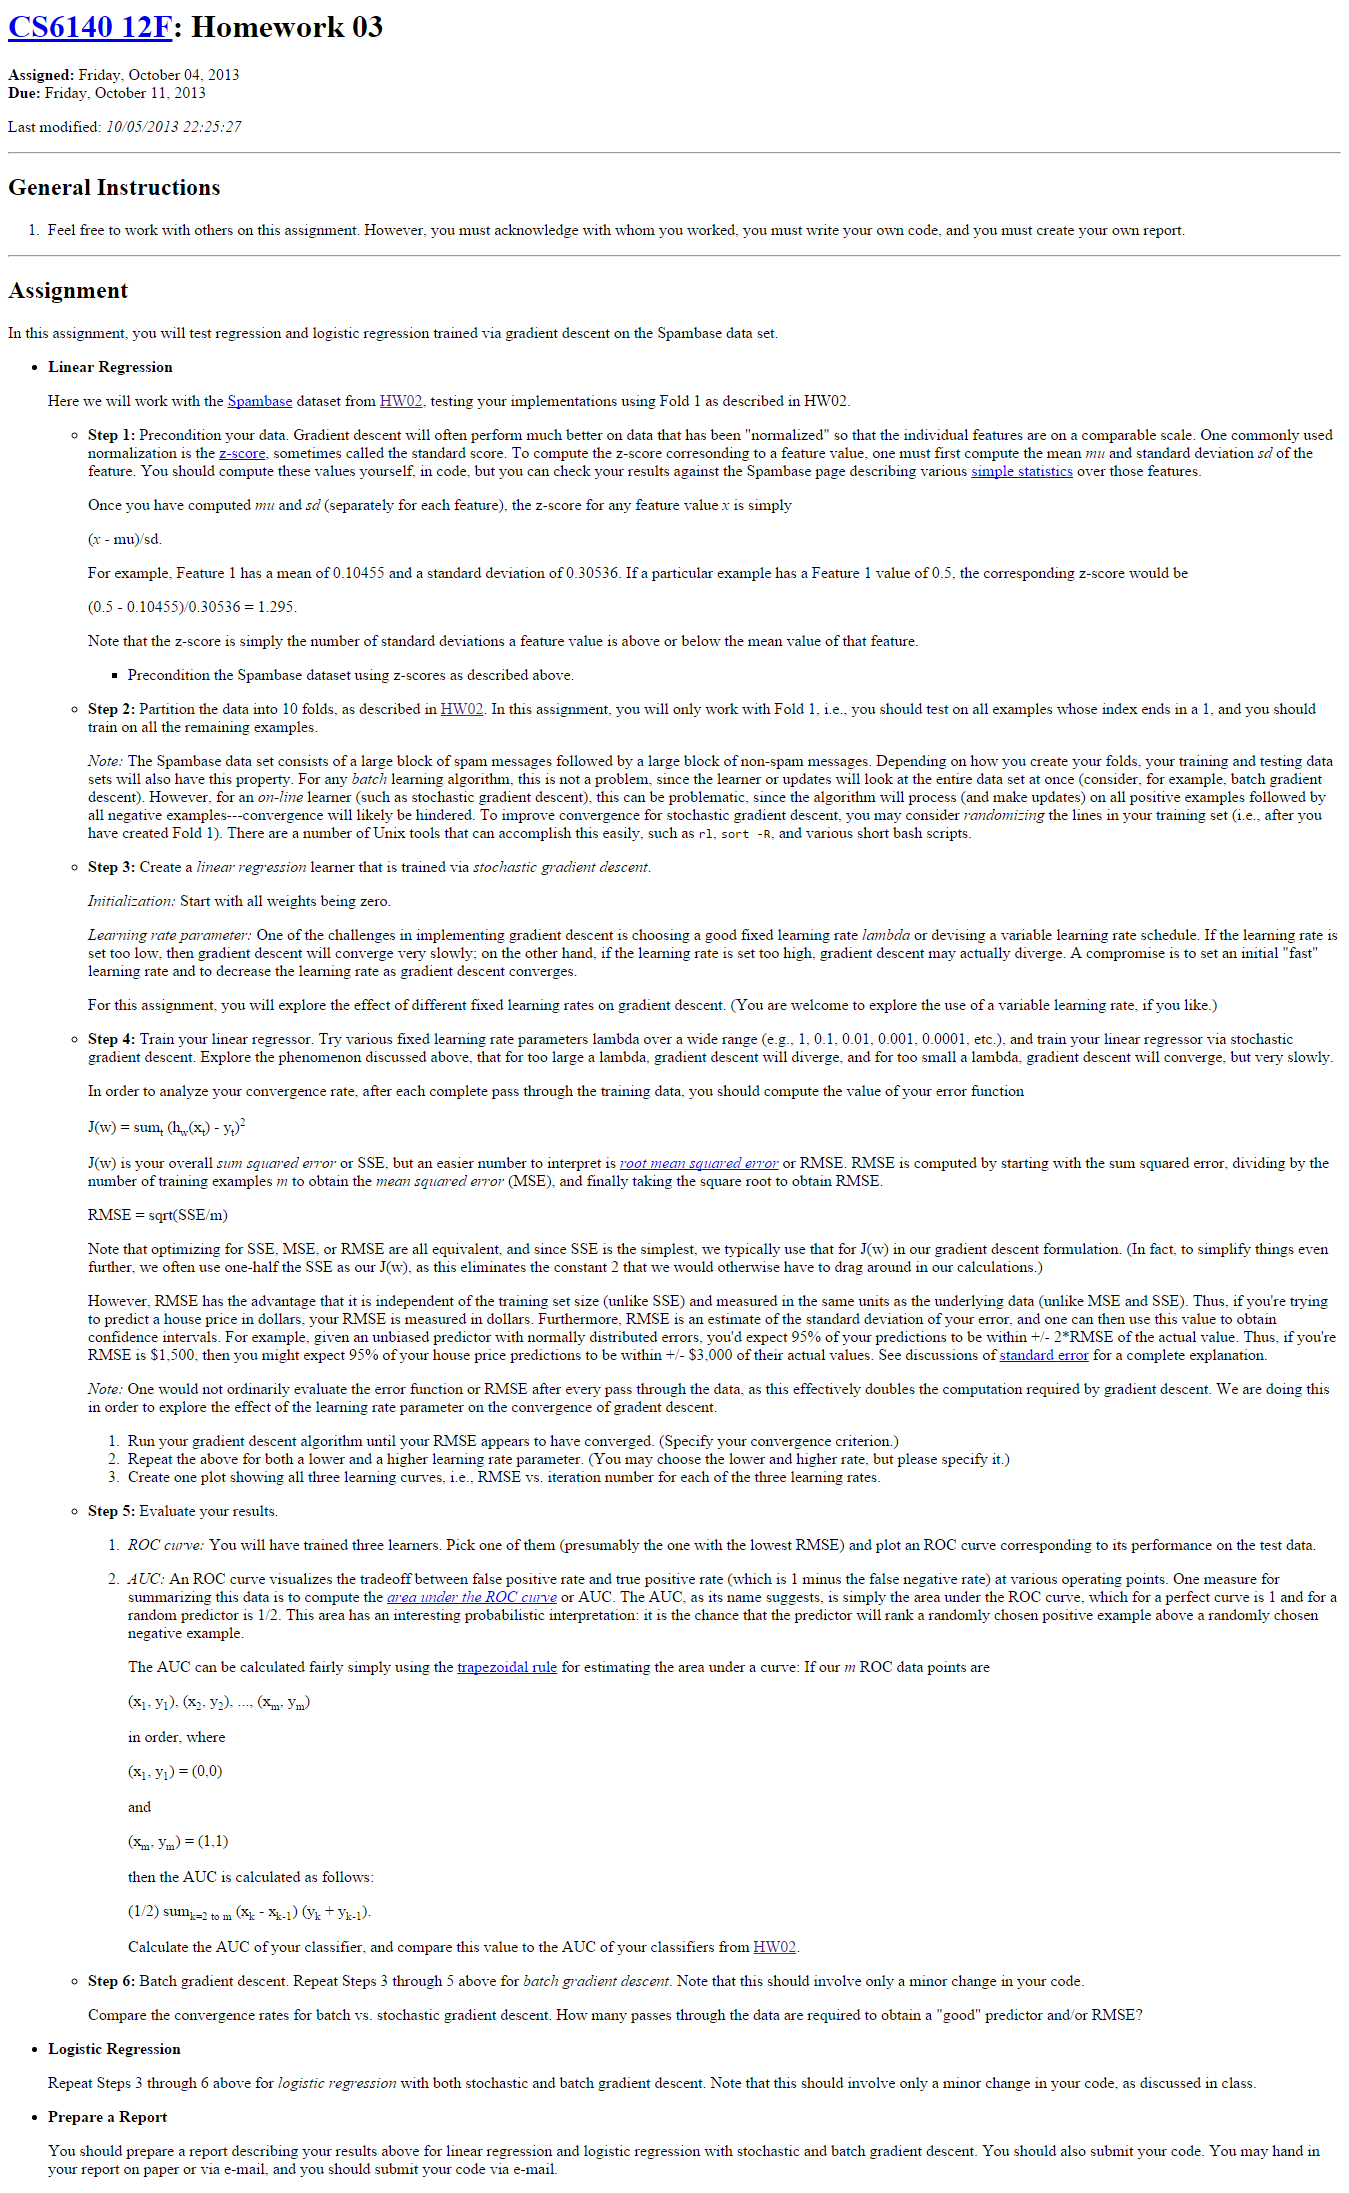 CS6140 12F: Homework 03
Assigned: Friday, October 04, 2013
Due: Friday, October 11, 2013
Last modified: 10/05/2013 22:25:27
General Instructions
1. Feel free to work with others on this assignment. However, you must acknowledge with whom you worked, you must write your own code, and you must create your own report.
Assignment
In this assignment, you will test regression and logistic regression trained via gradient descent on the Spambase data set.
• Linear Regression
Here we will work with the Spambase dataset from HW02, testing your implementations using Fold 1 as described in HW02.
◦ Step 1: Precondition your data. Gradient descent will often perform much better on data that has been "normalized" so that the individual features are on a comparable scale. One commonly used
normalization is the z-score, sometimes called the standard score. To compute the z-score corresonding to a feature value, one must first compute the mean mu and standard deviation sd of the
feature. You should compute these values yourself, in code, but you can check your results against the Spambase page describing various simple statistics over those features.
Once you have computed mu and sd (separately for each feature), the z-score for any feature value x is simply
(x - mu)/sd.
For example, Feature 1 has a mean of 0.10455 and a standard deviation of 0.30536. If a particular example has a Feature 1 value of 0.5, the corresponding z-score would be
(0.5 - 0.10455)/0.30536 = 1.295.
Note that the z-score is simply the number of standard deviations a feature value is above or below the mean value of that feature.
▪ Precondition the Spambase dataset using z-scores as described above.
◦ Step 2: Partition the data into 10 folds, as described in HW02. In this assignment, you will only work with Fold 1, i.e., you should test on all examples whose index ends in a 1, and you should
train on all the remaining examples.
Note: The Spambase data set consists of a large block of spam messages followed by a large block of non-spam messages. Depending on how you create your folds, your training and testing data
sets will also have this property. For any batch learning algorithm, this is not a problem, since the learner or updates will look at the entire data set at once (consider, for example, batch gradient
descent). However, for an on-line learner (such as stochastic gradient descent), this can be problematic, since the algorithm will process (and make updates) on all positive examples followed by
all negative examples---convergence will likely be hindered. To improve convergence for stochastic gradient descent, you may consider randomizing the lines in your training set (i.e., after you
have created Fold 1). There are a number of Unix tools that can accomplish this easily, such as rl, sort -R, and various short bash scripts.
◦ Step 3: Create a linear regression learner that is trained via stochastic gradient descent.
Initialization: Start with all weights being zero.
Learning rate parameter: One of the challenges in implementing gradient descent is choosing a good fixed learning rate lambda or devising a variable learning rate schedule. If the learning rate is
set too low, then gradient descent will converge very slowly; on the other hand, if the learning rate is set too high, gradient descent may actually diverge. A compromise is to set an initial "fast"
learning rate and to decrease the learning rate as gradient descent converges.
For this assignment, you will explore the effect of different fixed learning rates on gradient descent. (You are welcome to explore the use of a variable learning rate, if you like.)
◦ Step 4: Train your linear regressor. Try various fixed learning rate parameters lambda over a wide range (e.g., 1, 0.1, 0.01, 0.001, 0.0001, etc.), and train your linear regressor via stochastic
gradient descent. Explore the phenomenon discussed above, that for too large a lambda, gradient descent will diverge, and for too small a lambda, gradient descent will converge, but very slowly.
In order to analyze your convergence rate, after each complete pass through the training data, you should compute the value of your error function
J(w) = sum_t (h_w(x_t) - y_t)^2
J(w) is your overall sum squared error or SSE, but an easier number to interpret is root mean squared error or RMSE. RMSE is computed by starting with the sum squared error, dividing by the
number of training examples m to obtain the mean squared error (MSE), and finally taking the square root to obtain RMSE.
RMSE = sqrt(SSE/m)
Note that optimizing for SSE, MSE, or RMSE are all equivalent, and since SSE is the simplest, we typically use that for J(w) in our gradient descent formulation. (In fact, to simplify things even
further, we often use one-half the SSE as our J(w), as this eliminates the constant 2 that we would otherwise have to drag around in our calculations.)
However, RMSE has the advantage that it is independent of the training set size (unlike SSE) and measured in the same units as the underlying data (unlike MSE and SSE). Thus, if you're trying
to predict a house price in dollars, your RMSE is measured in dollars. Furthermore, RMSE is an estimate of the standard deviation of your error, and one can then use this value to obtain
confidence intervals. For example, given an unbiased predictor with normally distributed errors, you'd expect 95% of your predictions to be within +/- 2*RMSE of the actual value. Thus, if you're
RMSE is $1,500, then you might expect 95% of your house price predictions to be within +/- $3,000 of their actual values. See discussions of standard error for a complete explanation.
Note: One would not ordinarily evaluate the error function or RMSE after every pass through the data, as this effectively doubles the computation required by gradient descent. We are doing this
in order to explore the effect of the learning rate parameter on the convergence of gradent descent.
1. Run your gradient descent algorithm until your RMSE appears to have converged. (Specify your convergence criterion.)
2. Repeat the above for both a lower and a higher learning rate parameter. (You may choose the lower and higher rate, but please specify it.)
3. Create one plot showing all three learning curves, i.e., RMSE vs. iteration number for each of the three learning rates.
◦ Step 5: Evaluate your results.
1. ROC curve: You will have trained three learners. Pick one of them (presumably the one with the lowest RMSE) and plot an ROC curve corresponding to its performance on the test data.
2. AUC: An ROC curve visualizes the tradeoff between false positive rate and true positive rate (which is 1 minus the false negative rate) at various operating points. One measure for
summarizing this data is to compute the area under the ROC curve or AUC. The AUC, as its name suggests, is simply the area under the ROC curve, which for a perfect curve is 1 and for a
random predictor is 1/2. This area has an interesting probabilistic interpretation: it is the chance that the predictor will rank a randomly chosen positive example above a randomly chosen
negative example.
The AUC can be calculated fairly simply using the trapezoidal rule for estimating the area under a curve: If our m ROC data points are
(x_1, y_1), (x_2, y_2), ..., (x_m, y_m)
in order, where
(x_1, y_1) = (0,0)
and
(x_m, y_m) = (1,1)
then the AUC is calculated as follows:
(1/2) sum_{k=2 to m} (x_k - x_{k-1}) (y_k + y_{k-1}).
Calculate the AUC of your classifier, and compare this value to the AUC of your classifiers from HW02.
◦ Step 6: Batch gradient descent. Repeat Steps 3 through 5 above for batch gradient descent. Note that this should involve only a minor change in your code.
Compare the convergence rates for batch vs. stochastic gradient descent. How many passes through the data are required to obtain a "good" predictor and/or RMSE?
• Logistic Regression
Repeat Steps 3 through 6 above for logistic regression with both stochastic and batch gradient descent. Note that this should involve only a minor change in your code, as discussed in class.
• Prepare a Report
You should prepare a report describing your results above for linear regression and logistic regression with stochastic and batch gradient descent. You should also submit your code. You may hand in
your report on paper or via e-mail, and you should submit your code via e-mail.